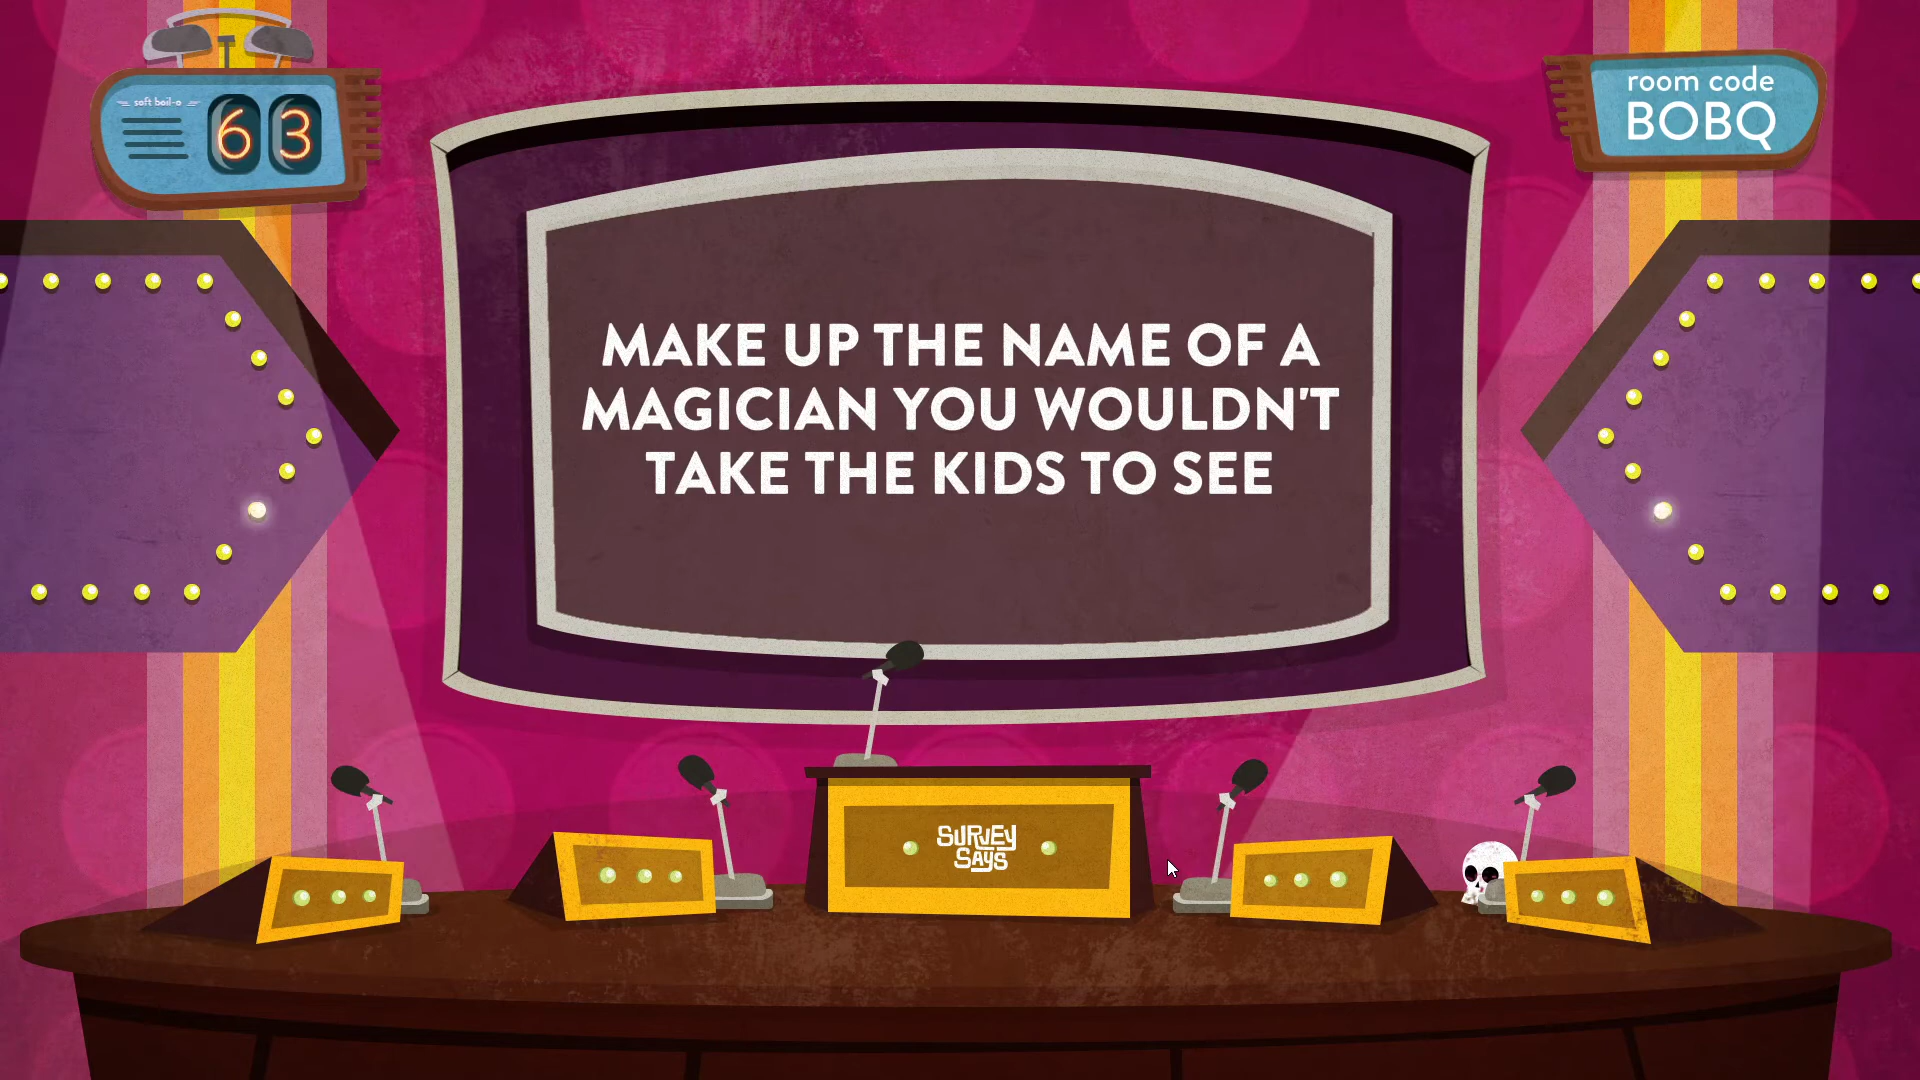 soft boil-o
63
room code
BOBQ
MAKE UP THE NAME OF A
MAGICIAN YOU WOULDN'T
TAKE THE KIDS TO SEE
SURVEY
SAYS